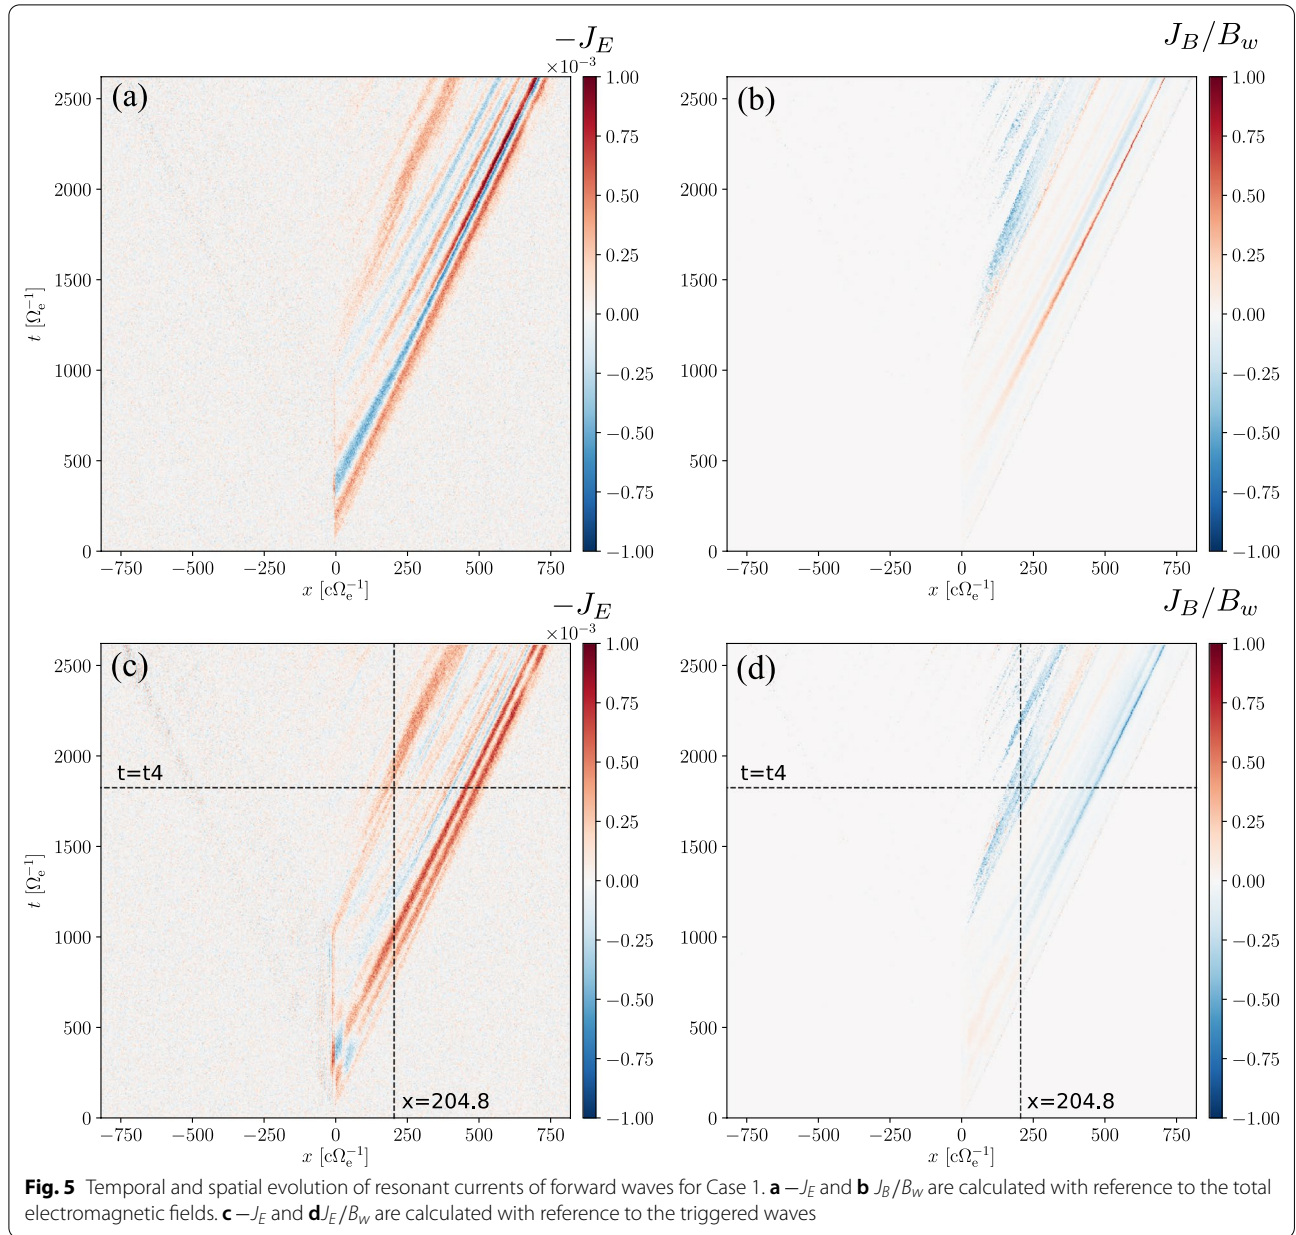 −J_E
×10⁻³
J_B/B_w
(a)
2500
2000
1500
1000
500
0
t [Ω_e⁻¹]
−750 −500 −250 0 250 500 750
x [cΩ_e⁻¹]
1.00
0.75
0.50
0.25
0.00
−0.25
−0.50
−0.75
−1.00
(b)
2500
2000
1500
1000
500
0
−750 −500 −250 0 250 500 750
x [cΩ_e⁻¹]
1.00
0.75
0.50
0.25
0.00
−0.25
−0.50
−0.75
−1.00
−J_E
×10⁻³
J_B/B_w
(c)
2500
2000
1500
1000
500
0
t [Ω_e⁻¹]
t=t4
x=204.8
−750 −500 −250 0 250 500 750
x [cΩ_e⁻¹]
1.00
0.75
0.50
0.25
0.00
−0.25
−0.50
−0.75
−1.00
(d)
2500
2000
1500
1000
500
0
t=t4
x=204.8
−750 −500 −250 0 250 500 750
x [cΩ_e⁻¹]
1.00
0.75
0.50
0.25
0.00
−0.25
−0.50
−0.75
−1.00
Fig. 5 Temporal and spatial evolution of resonant currents of forward waves for Case 1. a −J_E and b J_B/B_w are calculated with reference to the total
electromagnetic fields. c −J_E and dJ_E/B_w are calculated with reference to the triggered waves